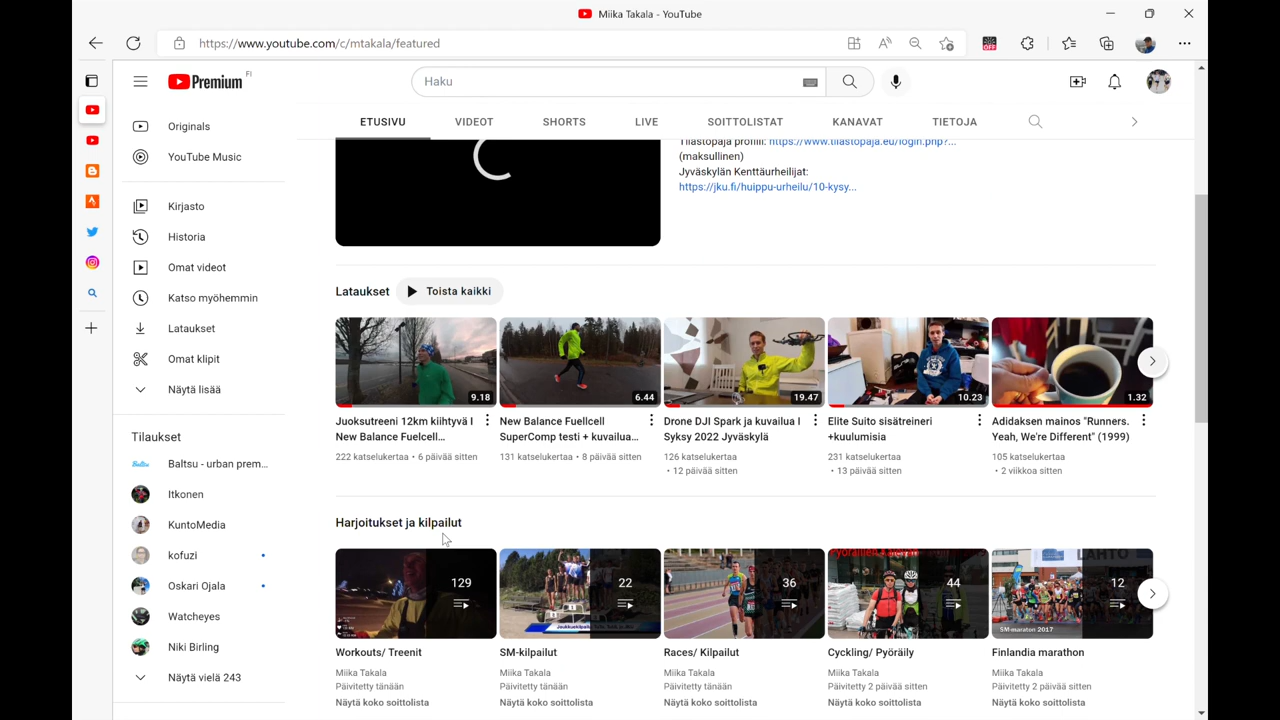 Miika Takala - YouTube
https://www.youtube.com/c/mtakala/featured
OFF
Premium FI
Haku
ETUSIVU VIDEOT SHORTS LIVE SOITTOLISTAT KANAVAT TIETOJA
Originals
YouTube Music
Kirjasto
Historia
Omat videot
Katso myöhemmin
Lataukset
Omat klipit
Näytä lisää
Tilaukset
Baltsu - urban prem...
Itkonen
KuntoMedia
kofuzi
Oskari Ojala
Watcheyes
Niki Birling
Näytä vielä 243
Tilastopaja profiili: https://www.tilastopaja.eu/login.php?...
(maksullinen)
Jyväskylän Kenttäurheilijat:
https://jku.fi/huippu-urheilu/10-kysy...
Lataukset Toista kaikki
9.18 6.44 19.47 10.23 1.32
Juoksutreeni 12km kiihtyvä I
New Balance Fuelcell...
222 katselukertaa • 6 päivää sitten
New Balance Fuellcell
SuperComp testi + kuvailua...
131 katselukertaa • 8 päivää sitten
Drone DJI Spark ja kuvailua I
Syksy 2022 Jyväskylä
126 katselukertaa
• 12 päivää sitten
Elite Suito sisätreineri
+kuulumisia
231 katselukertaa
• 13 päivää sitten
Adidaksen mainos "Runners.
Yeah, We're Different" (1999)
105 katselukertaa
• 2 viikkoa sitten
Harjoitukset ja kilpailut
129 22 36 44 12
SM-maraton 2017
Workouts/ Treenit
Miika Takala
Päivitetty tänään
Näytä koko soittolista
SM-kilpailut
Miika Takala
Päivitetty tänään
Näytä koko soittolista
Races/ Kilpailut
Miika Takala
Päivitetty tänään
Näytä koko soittolista
Cyckling/ Pyöräily
Miika Takala
Päivitetty 2 päivää sitten
Näytä koko soittolista
Finlandia marathon
Miika Takala
Päivitetty 2 päivää sitten
Näytä koko soittolista